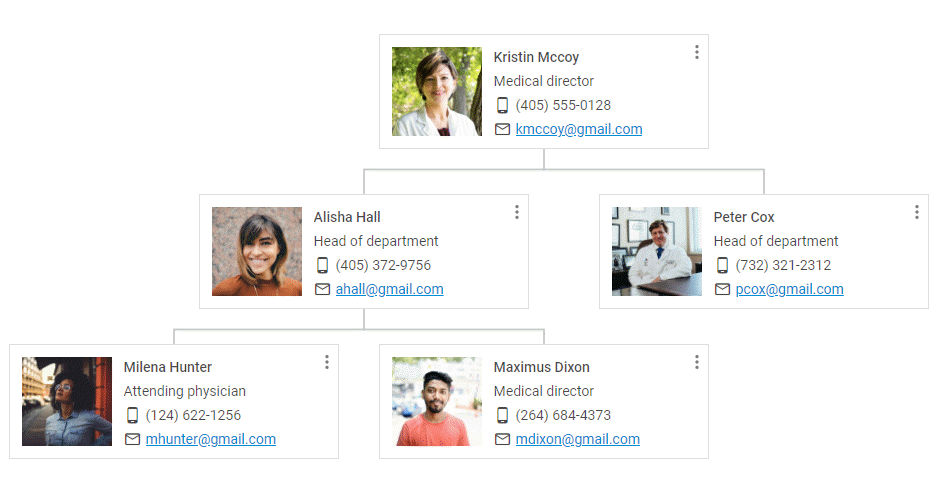 Kristin Mccoy
Medical director
(405) 555-0128
kmccoy@gmail.com
Alisha Hall
Head of department
(405) 372-9756
ahall@gmail.com
Peter Cox
Head of department
(732) 321-2312
pcox@gmail.com
Milena Hunter
Attending physician
(124) 622-1256
mhunter@gmail.com
Maximus Dixon
Medical director
(264) 684-4373
mdixon@gmail.com